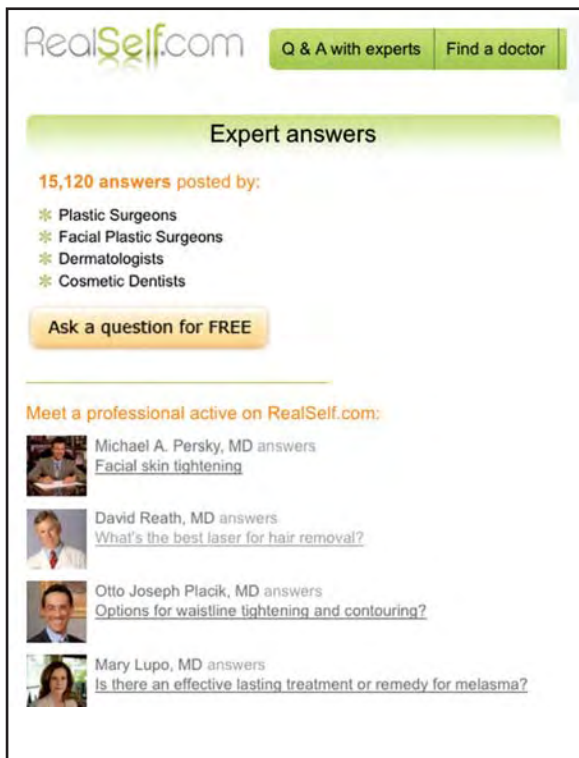 RealSelf.com
Q & A with experts
Find a doctor
Expert answers
15,120 answers posted by:
Plastic Surgeons
Facial Plastic Surgeons
Dermatologists
Cosmetic Dentists
Ask a question for FREE
Meet a professional active on RealSelf.com:
Michael A. Persky, MD answers
Facial skin tightening
David Reath, MD answers
What's the best laser for hair removal?
Otto Joseph Placik, MD answers
Options for waistline tightening and contouring?
Mary Lupo, MD answers
Is there an effective lasting treatment or remedy for melasma?